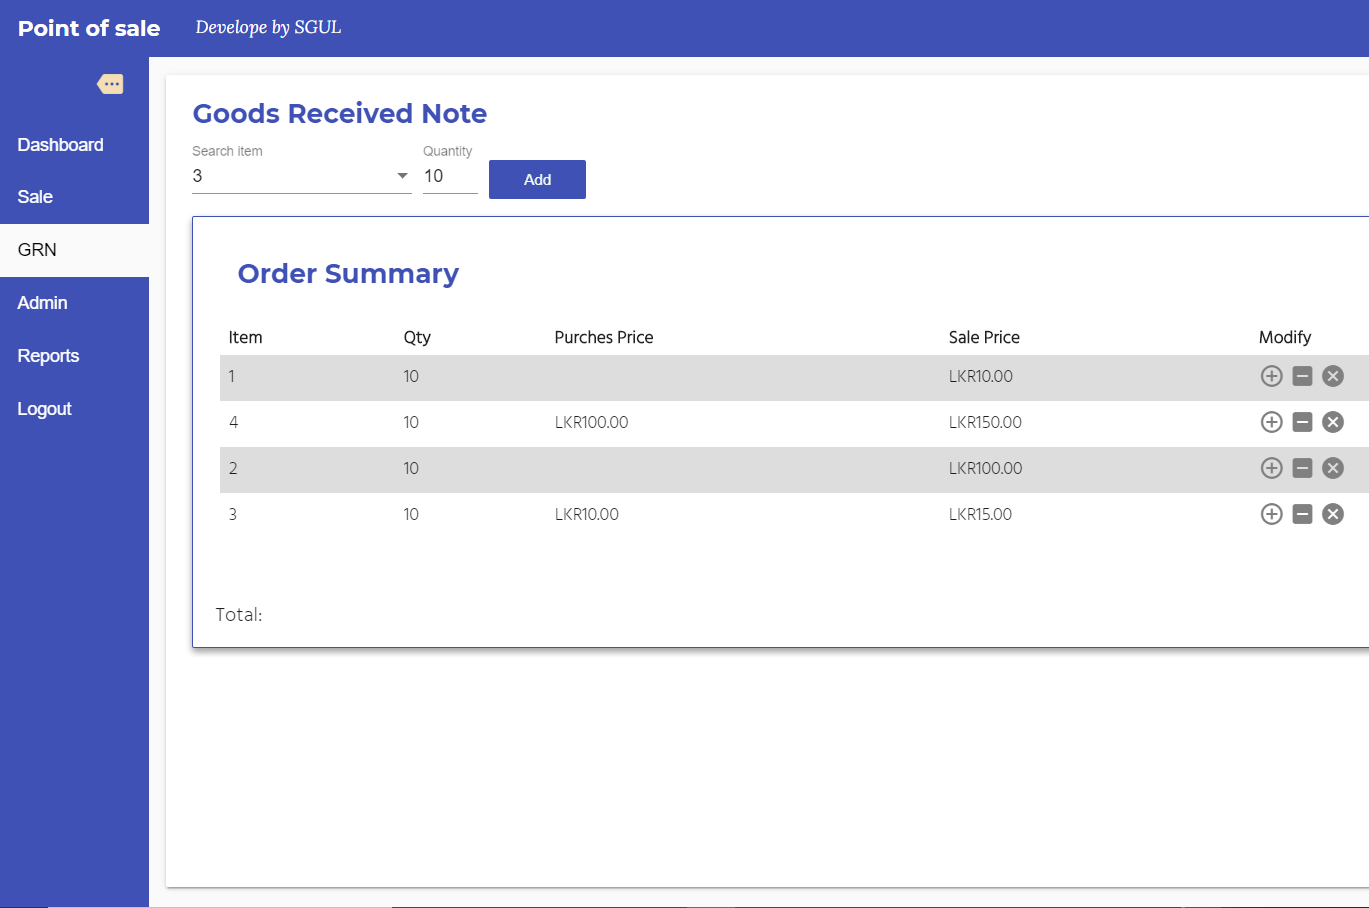 Point of sale Develope by SGUL
Dashboard
Sale
GRN
Admin
Reports
Logout
Goods Received Note
Search item Quantity
3 10 Add
Order Summary
Item Qty Purches Price Sale Price Modify
1 10 LKR10.00
4 10 LKR100.00 LKR150.00
2 10 LKR100.00
3 10 LKR10.00 LKR15.00
Total: